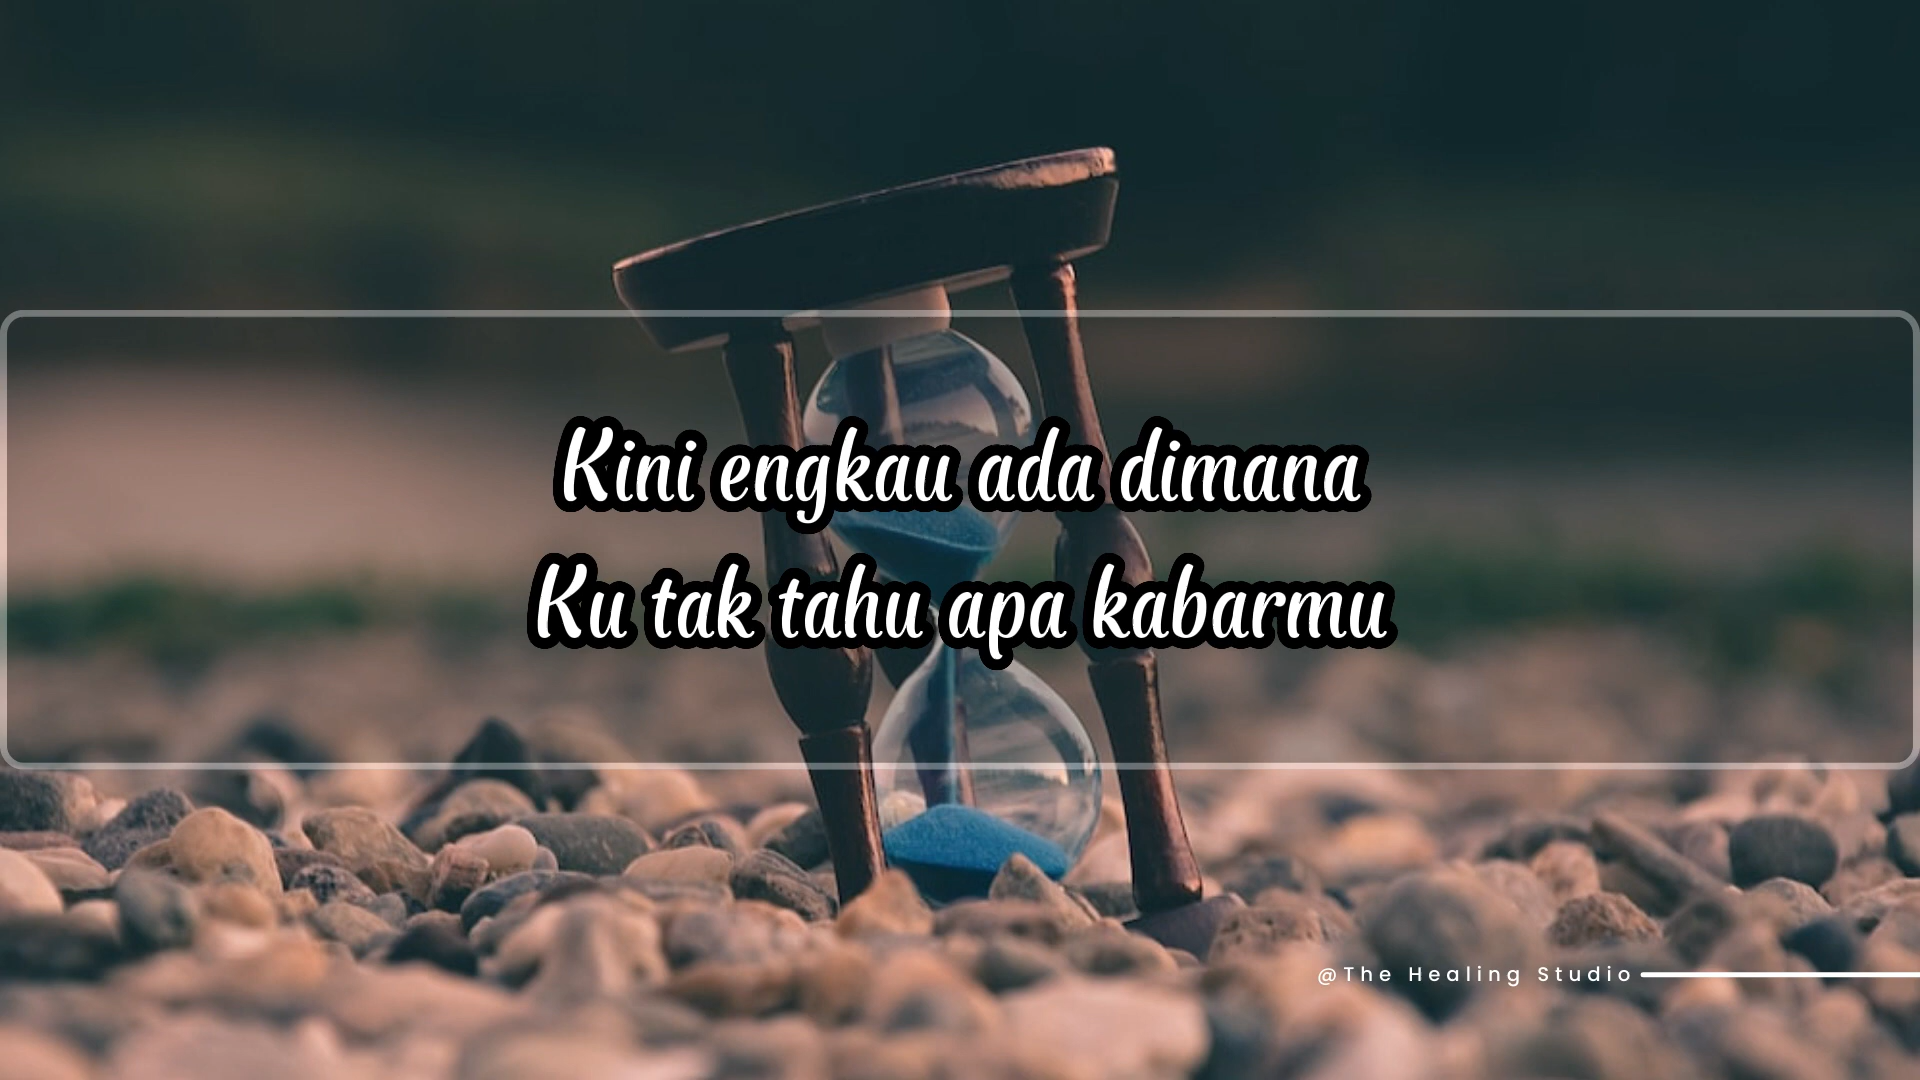 Kini engkau ada dimana
Ku tak tahu apa kabarmu
@The Healing Studio